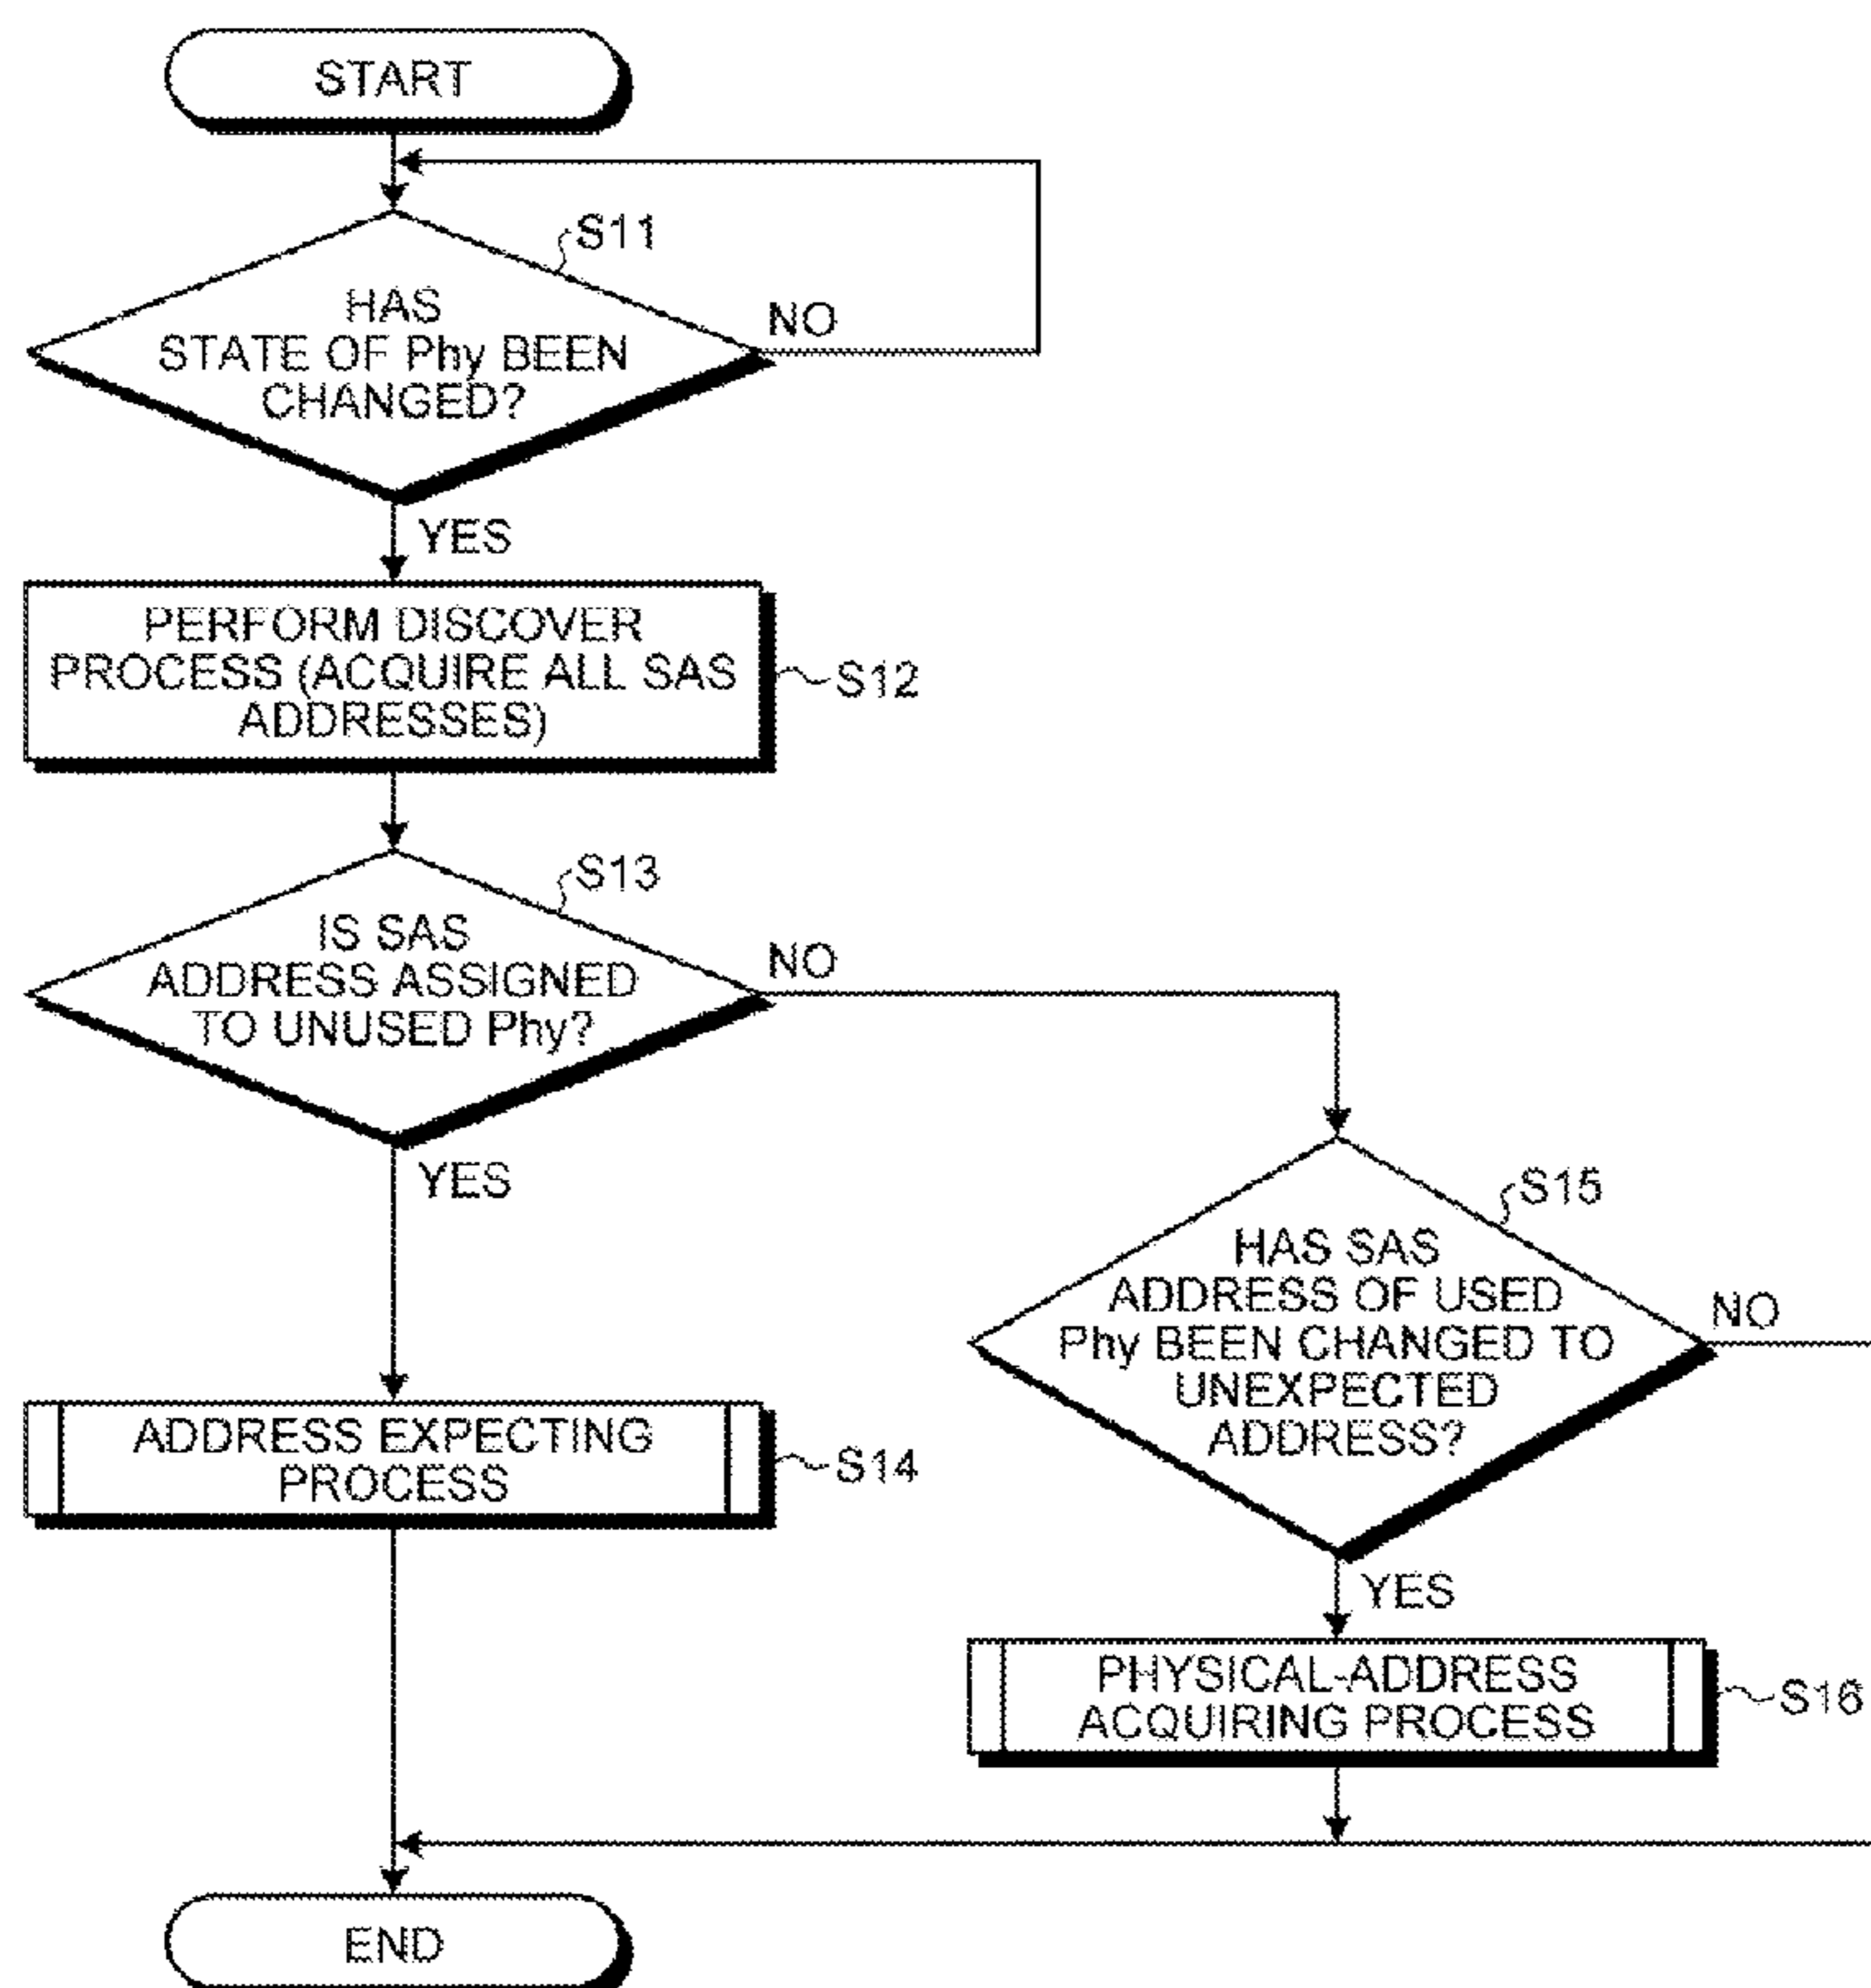 START
S11
HAS
STATE OF Phy BEEN
CHANGED?
NO
YES
PERFORM DISCOVER
PROCESS (ACQUIRE ALL SAS
ADDRESSES)
S12
S13
IS SAS
ADDRESS ASSIGNED
TO UNUSED Phy?
NO
YES
S15
HAS SAS
ADDRESS OF USED
Phy BEEN CHANGED TO
UNEXPECTED
ADDRESS?
NO
ADDRESS EXPECTING
PROCESS
S14
YES
PHYSICAL-ADDRESS
ACQUIRING PROCESS
S16
END